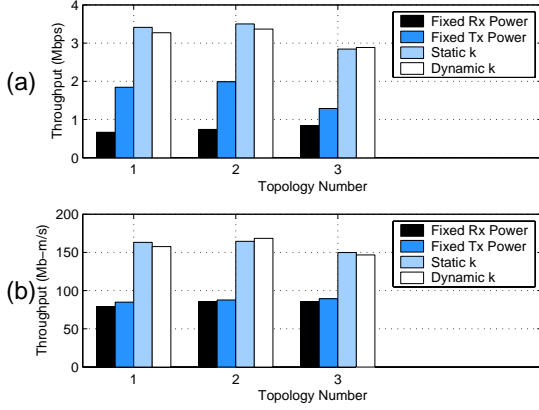 (a)
Throughput (Mbps)
4
3
2
1
0
Fixed Rx Power
Fixed Tx Power
Static k
Dynamic k
1 2 3
Topology Number
(b)
Throughput (Mb–m/s)
200
150
100
50
0
Fixed Rx Power
Fixed Tx Power
Static k
Dynamic k
1 2 3
Topology Number